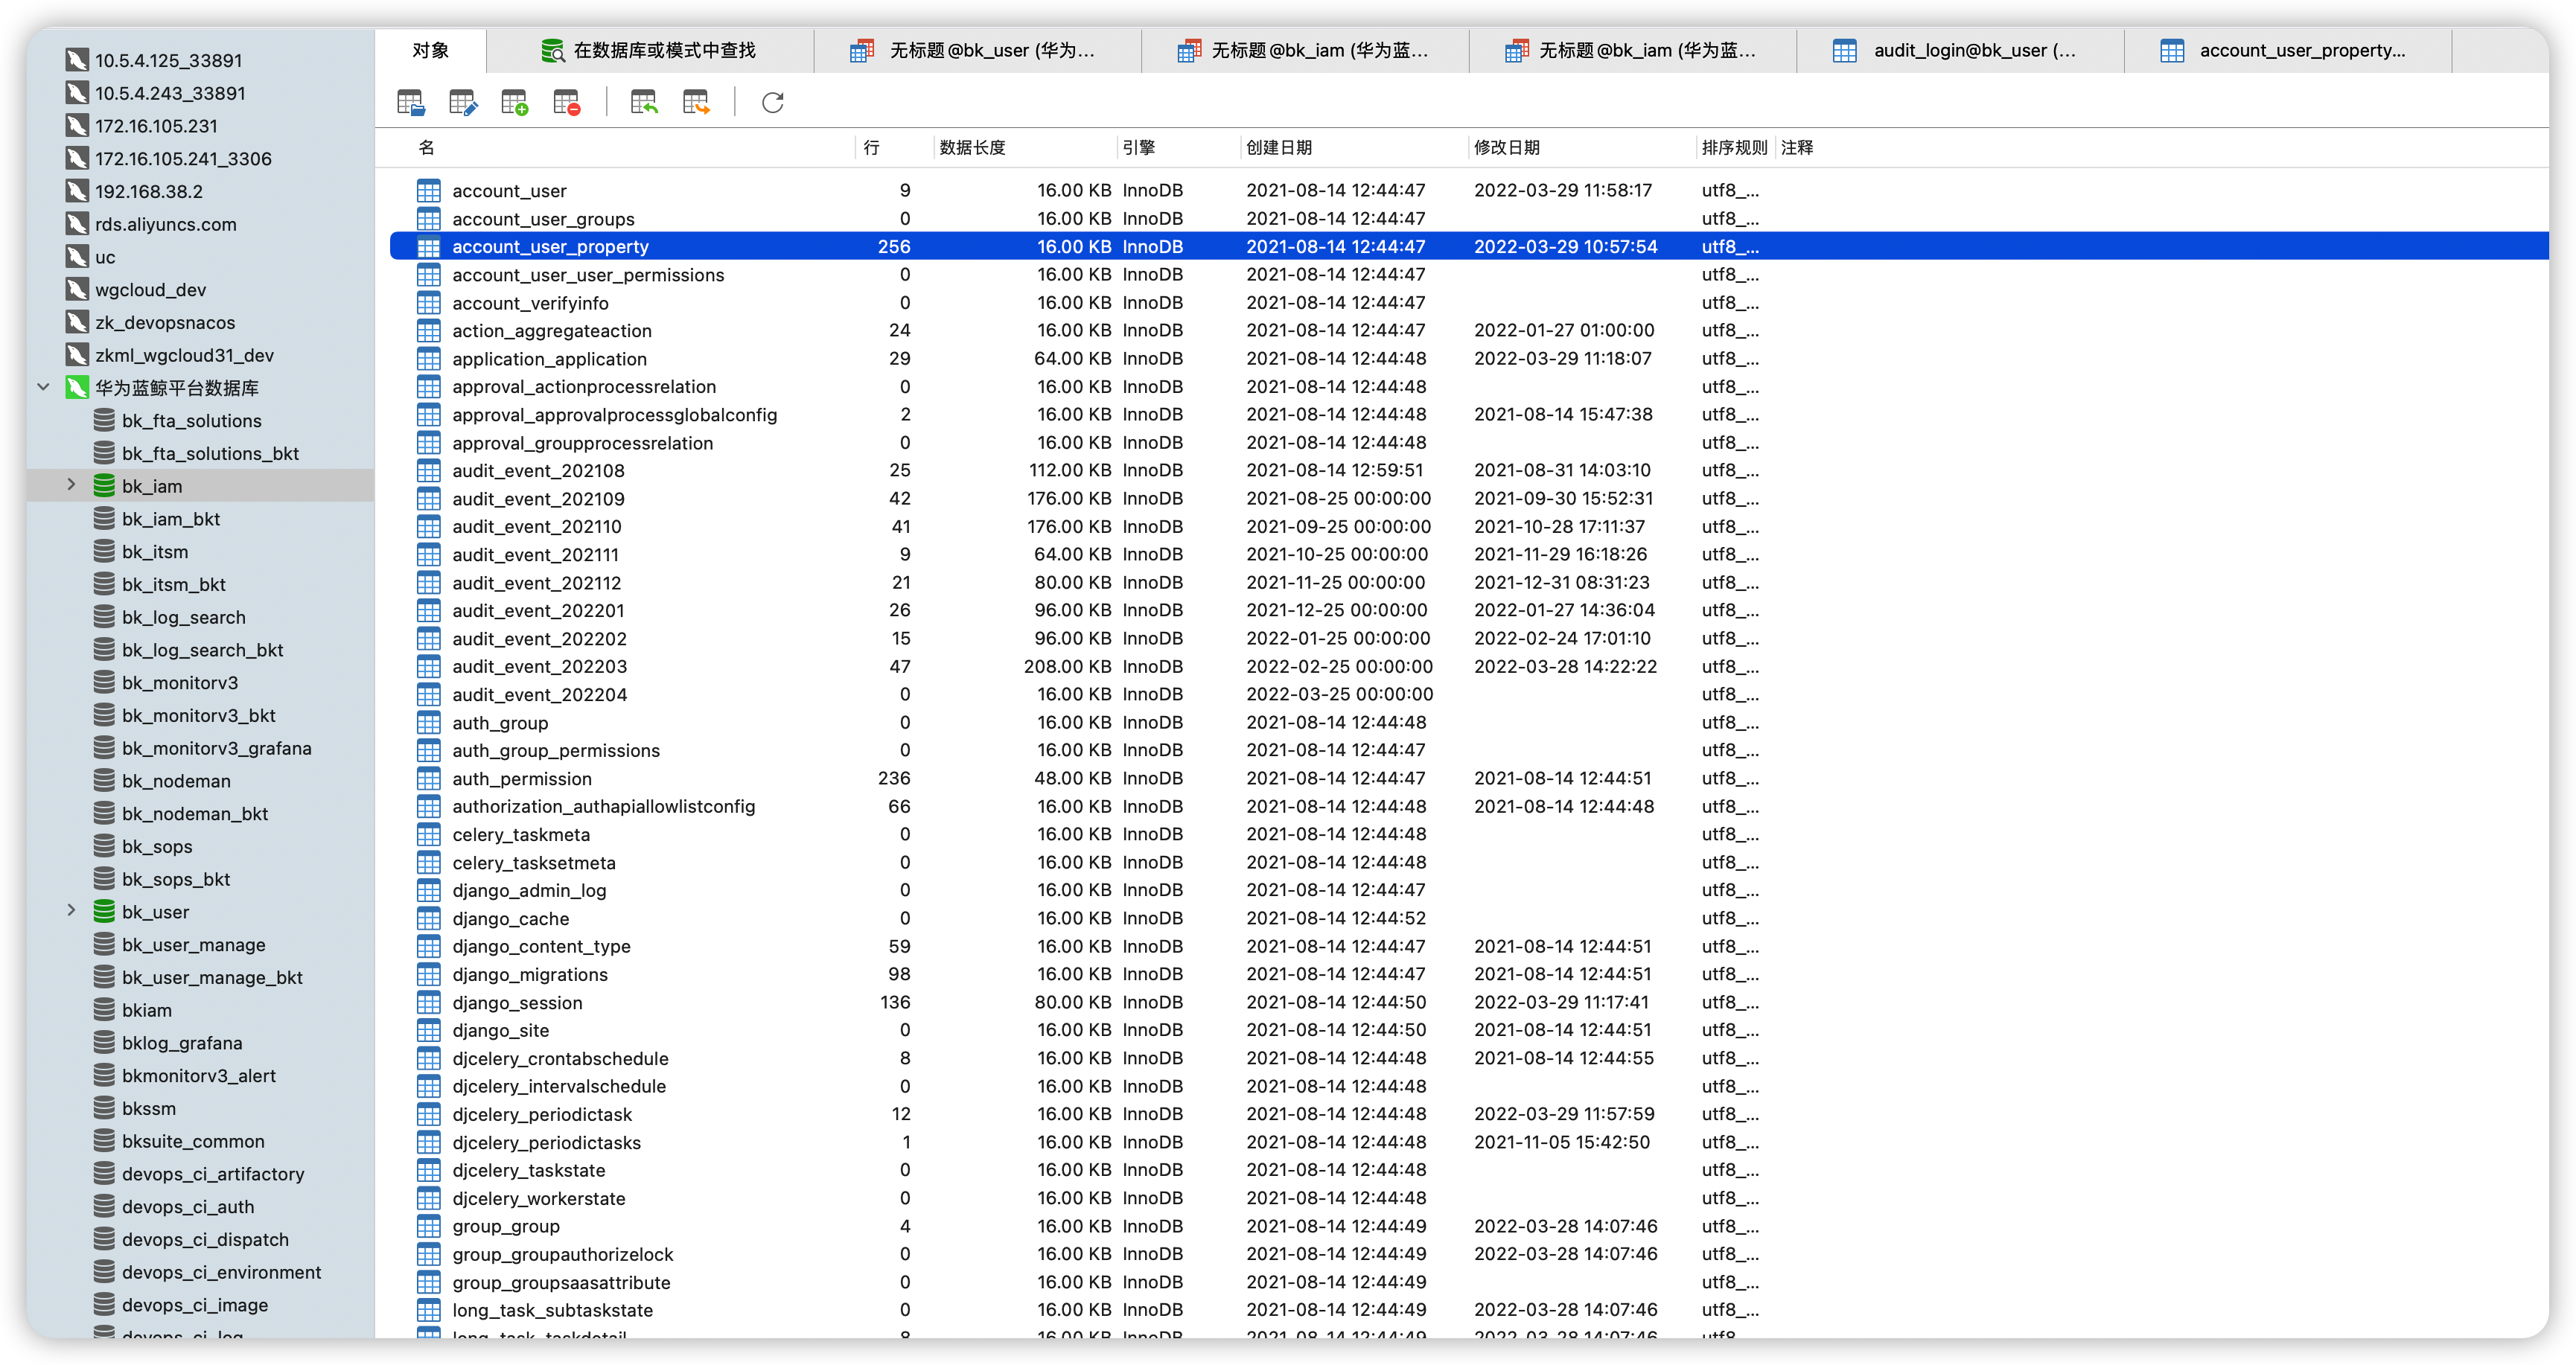 10.5.4.125_33891
10.5.4.243_33891
172.16.105.231
172.16.105.241_3306
192.168.38.2
rds.aliyuncs.com
uc
wgcloud_dev
zk_devopsnacos
zkml_wgcloud31_dev
华为蓝鲸平台数据库
bk_fta_solutions
bk_fta_solutions_bkt
bk_iam
bk_iam_bkt
bk_itsm
bk_itsm_bkt
bk_log_search
bk_log_search_bkt
bk_monitorv3
bk_monitorv3_bkt
bk_monitorv3_grafana
bk_nodeman
bk_nodeman_bkt
bk_sops
bk_sops_bkt
bk_user
bk_user_manage
bk_user_manage_bkt
bkiam
bklog_grafana
bkmonitorv3_alert
bkssm
bksuite_common
devops_ci_artifactory
devops_ci_auth
devops_ci_dispatch
devops_ci_environment
devops_ci_image
devops_ci_log
对象 在数据库或模式中查找 无标题@bk_user (华为... 无标题@bk_iam (华为蓝... 无标题@bk_iam (华为蓝... audit_login@bk_user (... account_user_property...
名 行 数据长度 引擎 创建日期 修改日期 排序规则 注释
account_user 9 16.00 KB InnoDB 2021-08-14 12:44:47 2022-03-29 11:58:17 utf8_...
account_user_groups 0 16.00 KB InnoDB 2021-08-14 12:44:47 utf8_...
account_user_property 256 16.00 KB InnoDB 2021-08-14 12:44:47 2022-03-29 10:57:54 utf8_...
account_user_user_permissions 0 16.00 KB InnoDB 2021-08-14 12:44:47 utf8_...
account_verifyinfo 0 16.00 KB InnoDB 2021-08-14 12:44:47 utf8_...
action_aggregateaction 24 16.00 KB InnoDB 2021-08-14 12:44:47 2022-01-27 01:00:00 utf8_...
application_application 29 64.00 KB InnoDB 2021-08-14 12:44:48 2022-03-29 11:18:07 utf8_...
approval_actionprocessrelation 0 16.00 KB InnoDB 2021-08-14 12:44:48 utf8_...
approval_approvalprocessglobalconfig 2 16.00 KB InnoDB 2021-08-14 12:44:48 2021-08-14 15:47:38 utf8_...
approval_groupprocessrelation 0 16.00 KB InnoDB 2021-08-14 12:44:48 utf8_...
audit_event_202108 25 112.00 KB InnoDB 2021-08-14 12:59:51 2021-08-31 14:03:10 utf8_...
audit_event_202109 42 176.00 KB InnoDB 2021-08-25 00:00:00 2021-09-30 15:52:31 utf8_...
audit_event_202110 41 176.00 KB InnoDB 2021-09-25 00:00:00 2021-10-28 17:11:37 utf8_...
audit_event_202111 9 64.00 KB InnoDB 2021-10-25 00:00:00 2021-11-29 16:18:26 utf8_...
audit_event_202112 21 80.00 KB InnoDB 2021-11-25 00:00:00 2021-12-31 08:31:23 utf8_...
audit_event_202201 26 96.00 KB InnoDB 2021-12-25 00:00:00 2022-01-27 14:36:04 utf8_...
audit_event_202202 15 96.00 KB InnoDB 2022-01-25 00:00:00 2022-02-24 17:01:10 utf8_...
audit_event_202203 47 208.00 KB InnoDB 2022-02-25 00:00:00 2022-03-28 14:22:22 utf8_...
audit_event_202204 0 16.00 KB InnoDB 2022-03-25 00:00:00 utf8_...
auth_group 0 16.00 KB InnoDB 2021-08-14 12:44:48 utf8_...
auth_group_permissions 0 16.00 KB InnoDB 2021-08-14 12:44:47 utf8_...
auth_permission 236 48.00 KB InnoDB 2021-08-14 12:44:47 2021-08-14 12:44:51 utf8_...
authorization_authapiallowlistconfig 66 16.00 KB InnoDB 2021-08-14 12:44:48 2021-08-14 12:44:48 utf8_...
celery_taskmeta 0 16.00 KB InnoDB 2021-08-14 12:44:48 utf8_...
celery_tasksetmeta 0 16.00 KB InnoDB 2021-08-14 12:44:48 utf8_...
django_admin_log 0 16.00 KB InnoDB 2021-08-14 12:44:47 utf8_...
django_cache 0 16.00 KB InnoDB 2021-08-14 12:44:52 utf8_...
django_content_type 59 16.00 KB InnoDB 2021-08-14 12:44:47 2021-08-14 12:44:51 utf8_...
django_migrations 98 16.00 KB InnoDB 2021-08-14 12:44:47 2021-08-14 12:44:51 utf8_...
django_session 136 80.00 KB InnoDB 2021-08-14 12:44:50 2022-03-29 11:17:41 utf8_...
django_site 0 16.00 KB InnoDB 2021-08-14 12:44:50 2021-08-14 12:44:51 utf8_...
djcelery_crontabschedule 8 16.00 KB InnoDB 2021-08-14 12:44:48 2021-08-14 12:44:55 utf8_...
djcelery_intervalschedule 0 16.00 KB InnoDB 2021-08-14 12:44:48 utf8_...
djcelery_periodictask 12 16.00 KB InnoDB 2021-08-14 12:44:48 2022-03-29 11:57:59 utf8_...
djcelery_periodictasks 1 16.00 KB InnoDB 2021-08-14 12:44:48 2021-11-05 15:42:50 utf8_...
djcelery_taskstate 0 16.00 KB InnoDB 2021-08-14 12:44:48 utf8_...
djcelery_workerstate 0 16.00 KB InnoDB 2021-08-14 12:44:48 utf8_...
group_group 4 16.00 KB InnoDB 2021-08-14 12:44:49 2022-03-28 14:07:46 utf8_...
group_groupauthorizelock 0 16.00 KB InnoDB 2021-08-14 12:44:49 2022-03-28 14:07:46 utf8_...
group_groupsaasattribute 0 16.00 KB InnoDB 2021-08-14 12:44:49 utf8_...
long_task_subtaskstate 0 16.00 KB InnoDB 2021-08-14 12:44:49 2022-03-28 14:07:46 utf8_...
long_task_taskdetail 8 16.00 KB InnoDB 2021-08-14 12:44:49 2022-03-28 14:07:46 utf8